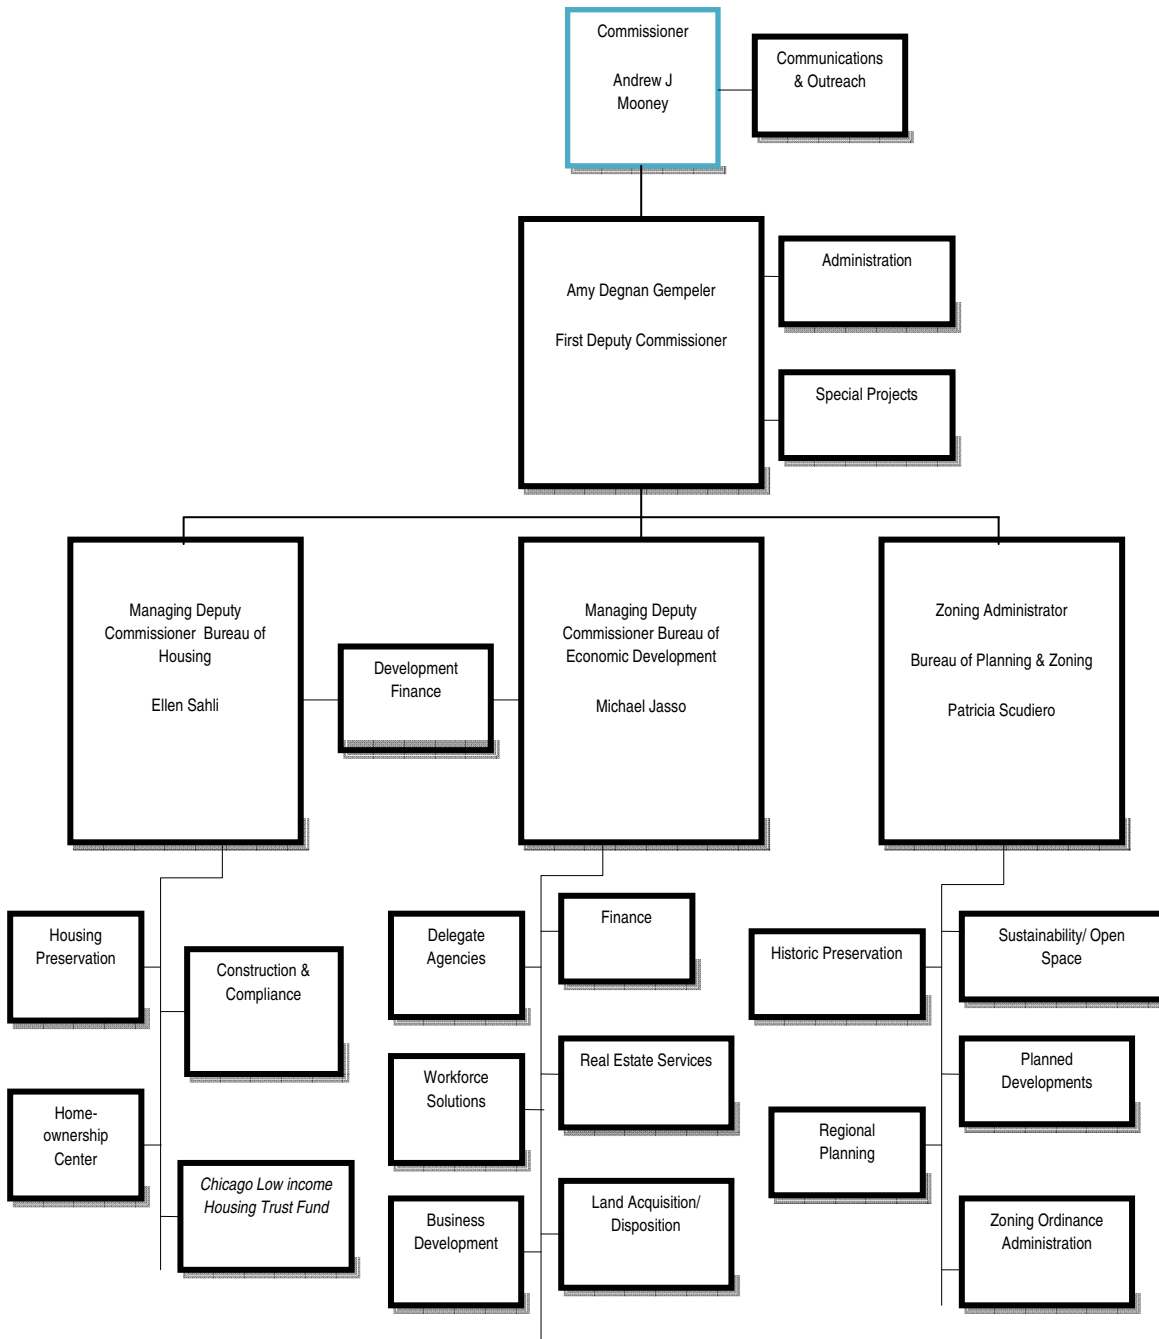 Commissioner
Andrew J
Mooney
Communications
& Outreach
Amy Degnan Gempeler
First Deputy Commissioner
Administration
Special Projects
Managing Deputy
Commissioner Bureau of
Housing
Ellen Sahli
Development
Finance
Managing Deputy
Commissioner Bureau of
Economic Development
Michael Jasso
Zoning Administrator
Bureau of Planning & Zoning
Patricia Scudiero
Housing
Preservation
Construction &
Compliance
Home-
ownership
Center
Chicago Low income
Housing Trust Fund
Delegate
Agencies
Finance
Workforce
Solutions
Real Estate Services
Business
Development
Land Acquisition/
Disposition
Historic Preservation
Sustainability/ Open
Space
Planned
Developments
Regional
Planning
Zoning Ordinance
Administration